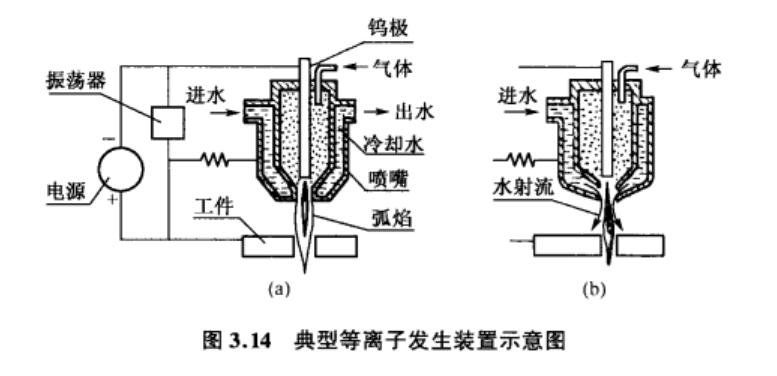 钨极
气体
振荡器
进水
出水
冷却水
喷嘴
电源
−
+
工件
弧焰
(a)
气体
进水
水射流
(b)
图 3.14 典型等离子发生装置示意图